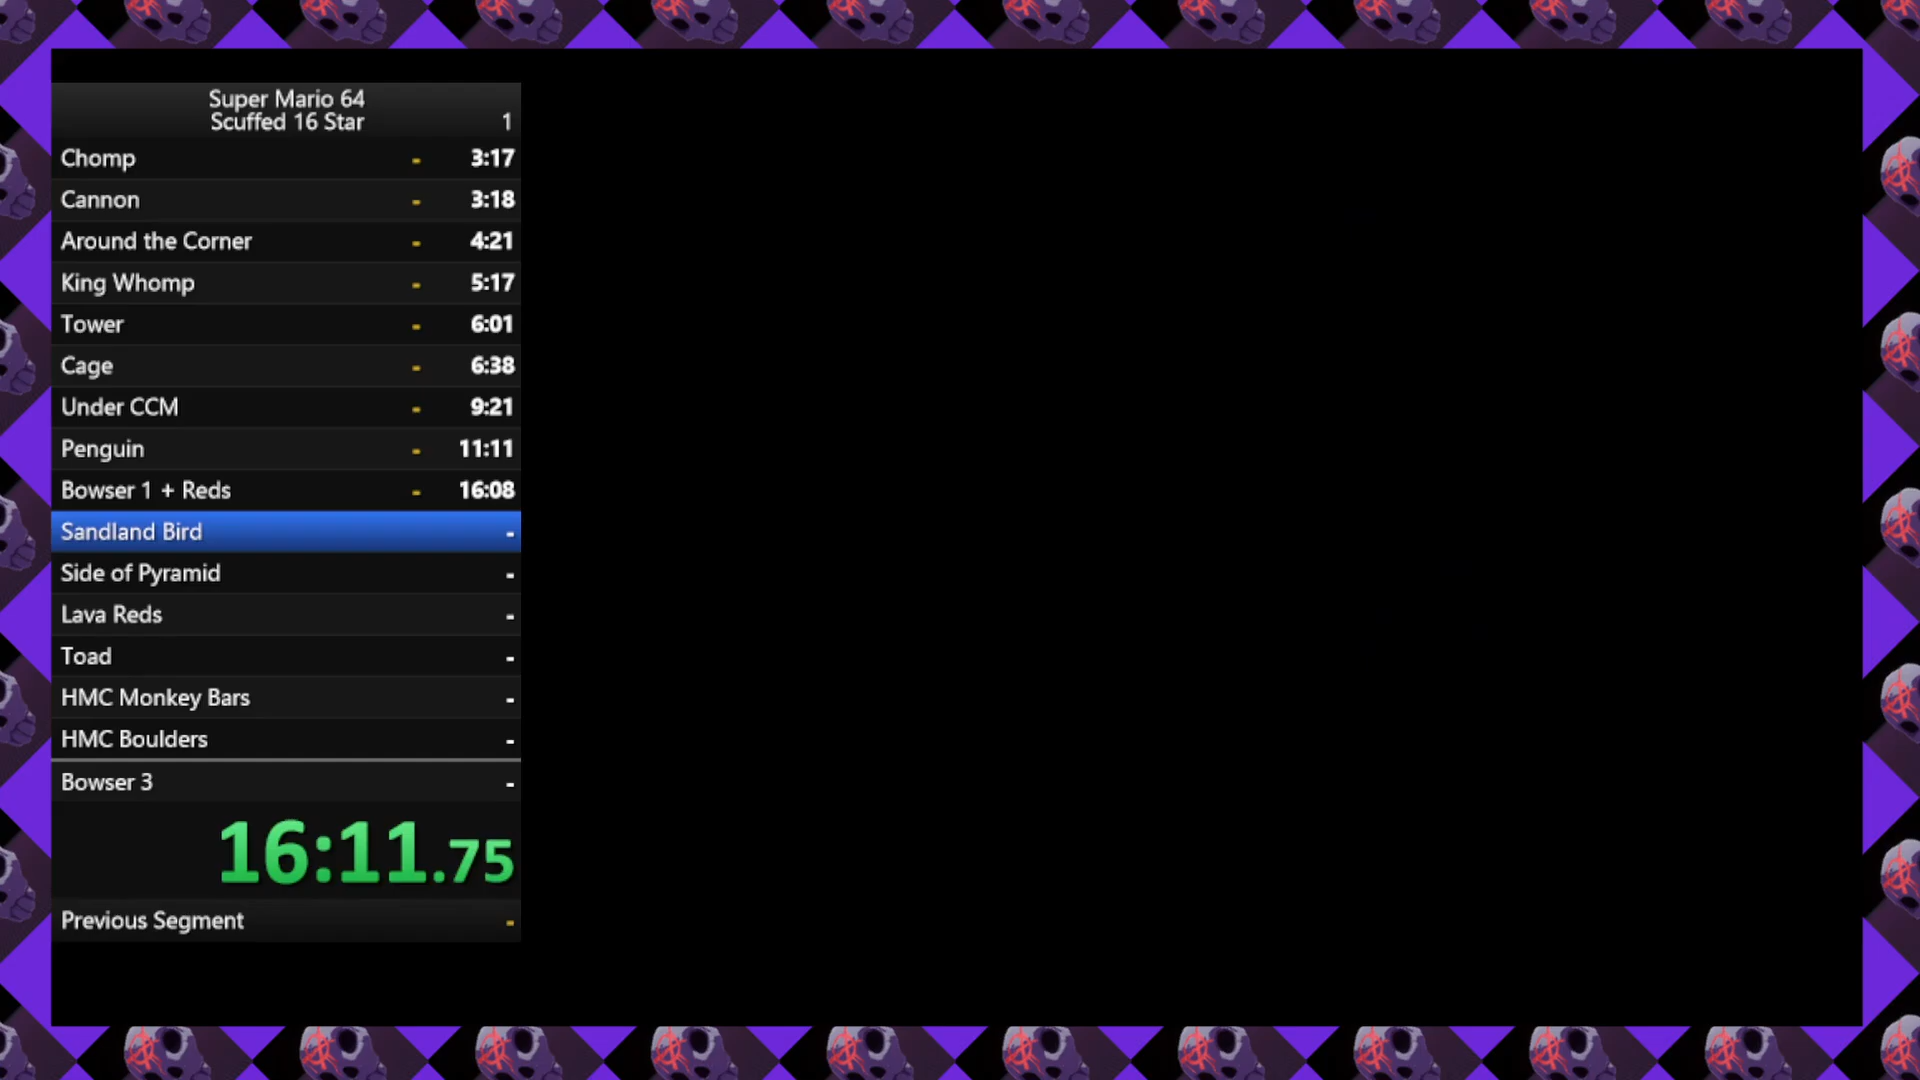 Super Mario 64
Scuffed 16 Star 1
Chomp - 3:17
Cannon - 3:18
Around the Corner - 4:21
King Whomp - 5:17
Tower - 6:01
Cage - 6:38
Under CCM - 9:21
Penguin - 11:11
Bowser 1 + Reds - 16:08
Sandland Bird -
Side of Pyramid -
Lava Reds -
Toad -
HMC Monkey Bars -
HMC Boulders -
Bowser 3 -
16:11.75
Previous Segment -